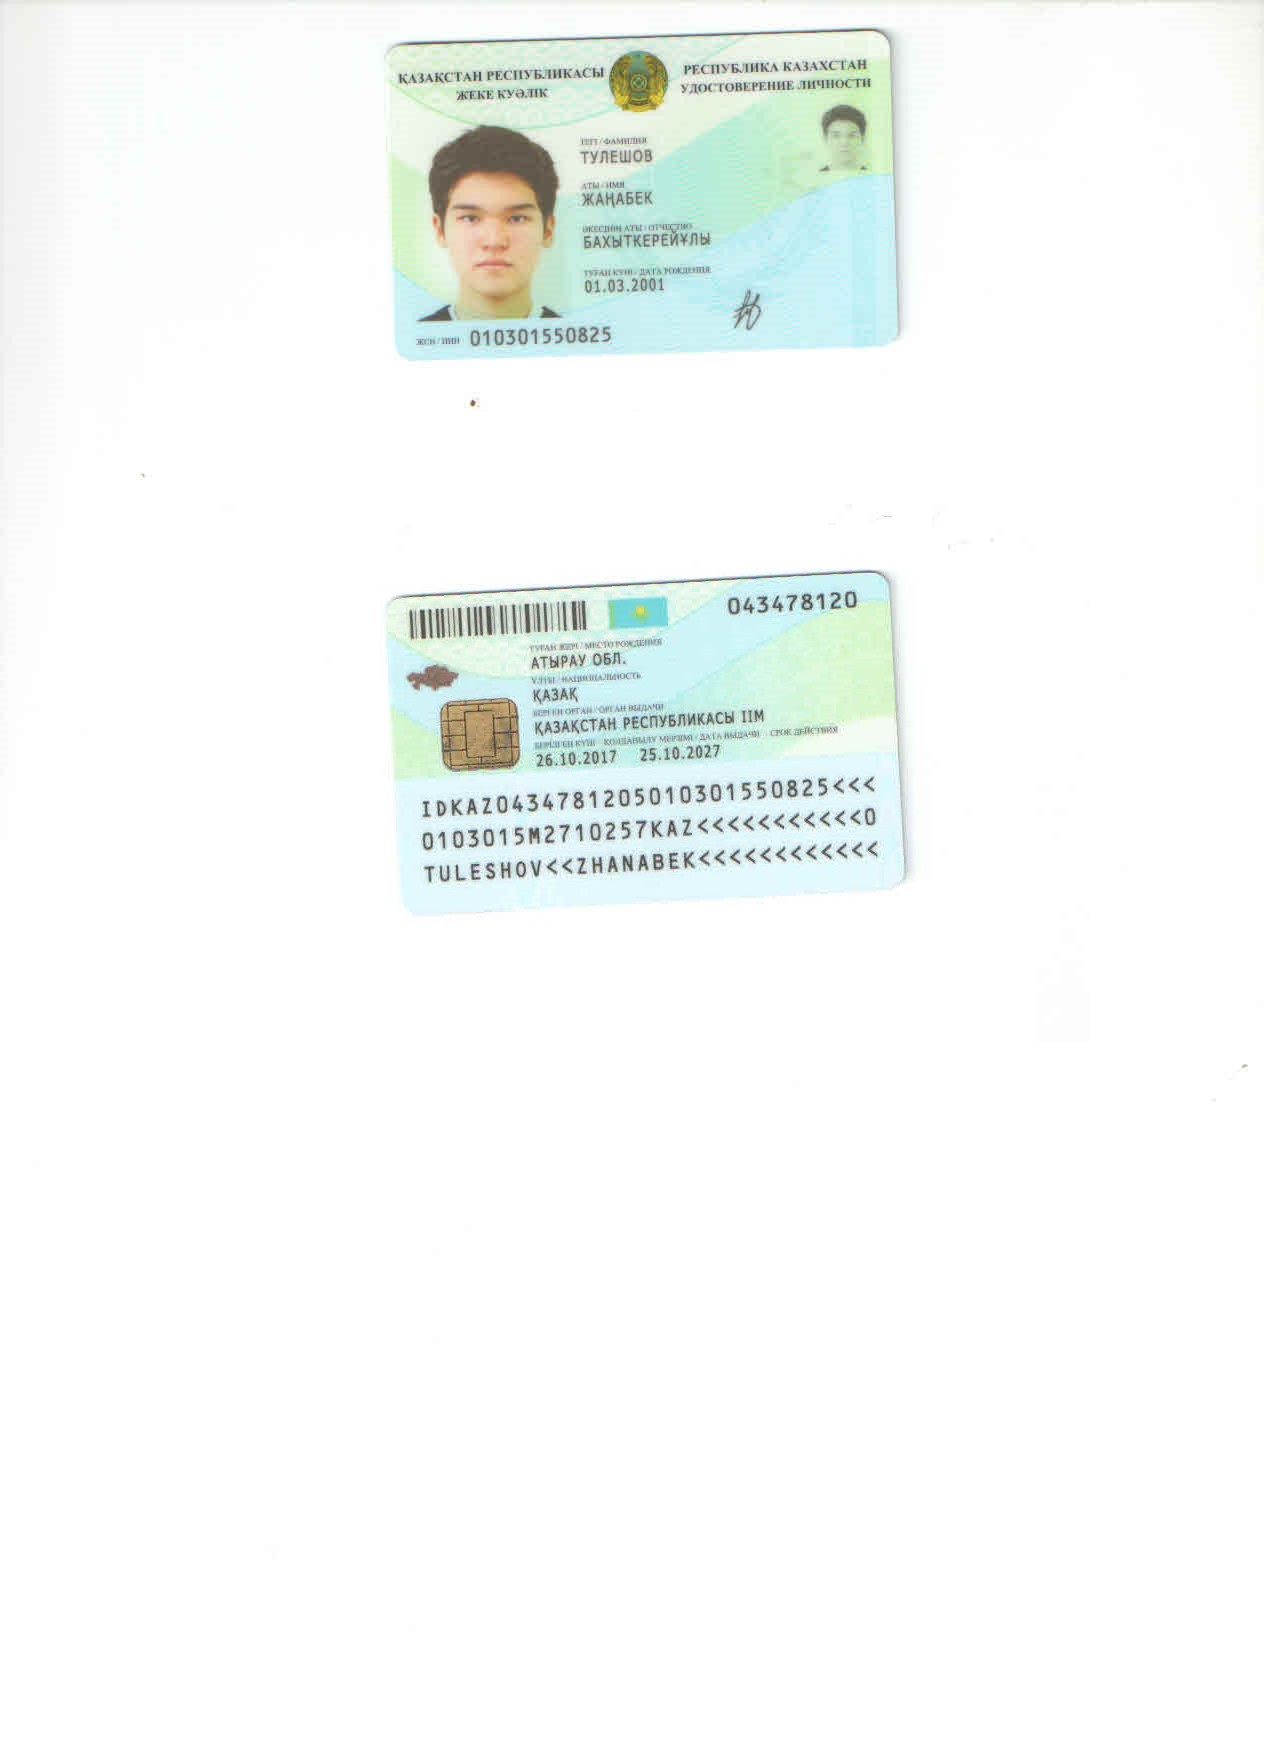 ҚАЗАҚСТАН РЕСПУБЛИКАСЫ
ЖЕКЕ КУӘЛІК
РЕСПУБЛИКА КАЗАХСТАН
УДОСТОВЕРЕНИЕ ЛИЧНОСТИ
ТЕГІ / ФАМИЛИЯ
ТУЛЕШОВ
АТЫ / ИМЯ
ЖАҢАБЕК
ӘКЕСІНІҢ АТЫ / ОТЧЕСТВО
БАХЫТКЕРЕЙҰЛЫ
ТУҒАН КҮНІ / ДАТА РОЖДЕНИЯ
01.03.2001
ЖСН / ИИН 010301550825
043478120
ТУҒАН ЖЕРІ / МЕСТО РОЖДЕНИЯ
АТЫРАУ ОБЛ.
ҰЛТЫ / НАЦИОНАЛЬНОСТЬ
ҚАЗАҚ
БЕРГЕН ОРГАН / ОРГАН ВЫДАЧИ
ҚАЗАҚСТАН РЕСПУБЛИКАСЫ ІІМ
БЕРІЛГЕН КҮНІ - ҚОЛДАНЫЛУ МЕРЗІМІ / ДАТА ВЫДАЧИ - СРОК ДЕЙСТВИЯ
26.10.2017 25.10.2027
IDKAZ0434781205010301550825<<<
0103015M2710257KAZ<<<<<<<<<<<0
TULESHOV<<ZHANABEK<<<<<<<<<<<<